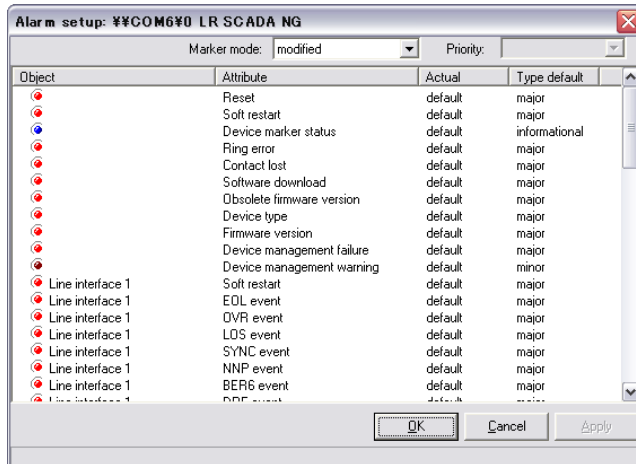 Alarm setup: ¥¥COM6¥0 LR SCADA NG
Marker mode: modified Priority:
Object Attribute Actual Type default
Reset default major
Soft restart default major
Device marker status default informational
Ring error default major
Contact lost default major
Software download default major
Obsolete firmware version default major
Device type default major
Firmware version default major
Device management failure default major
Device management warning default minor
Line interface 1 Soft restart default major
Line interface 1 EOL event default major
Line interface 1 OVR event default major
Line interface 1 LOS event default major
Line interface 1 SYNC event default major
Line interface 1 NNP event default major
Line interface 1 BER6 event default major
OK Cancel Apply